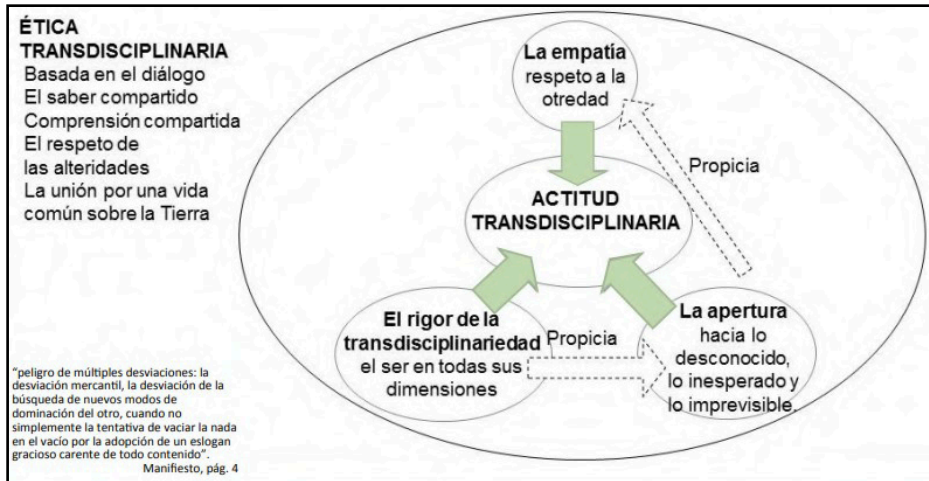 ÉTICA
TRANSDISCIPLINARIA
Basada en el diálogo
El saber compartido
Comprensión compartida
El respeto de
las alteridades
La unión por una vida
común sobre la Tierra
La empatía
respeto a la
otredad
Propicia
ACTITUD
TRANSDISCIPLINARIA
El rigor de la
transdisciplinariedad
el ser en todas sus
dimensiones
Propicia
La apertura
hacia lo
desconocido,
lo inesperado y
lo imprevisible.
"peligro de múltiples desviaciones: la
desviación mercantil, la desviación de la
búsqueda de nuevos modos de
dominación del otro, cuando no
simplemente la tentativa de vaciar la nada
en el vacío por la adopción de un eslogan
gracioso carente de todo contenido".
Manifiesto, pág. 4